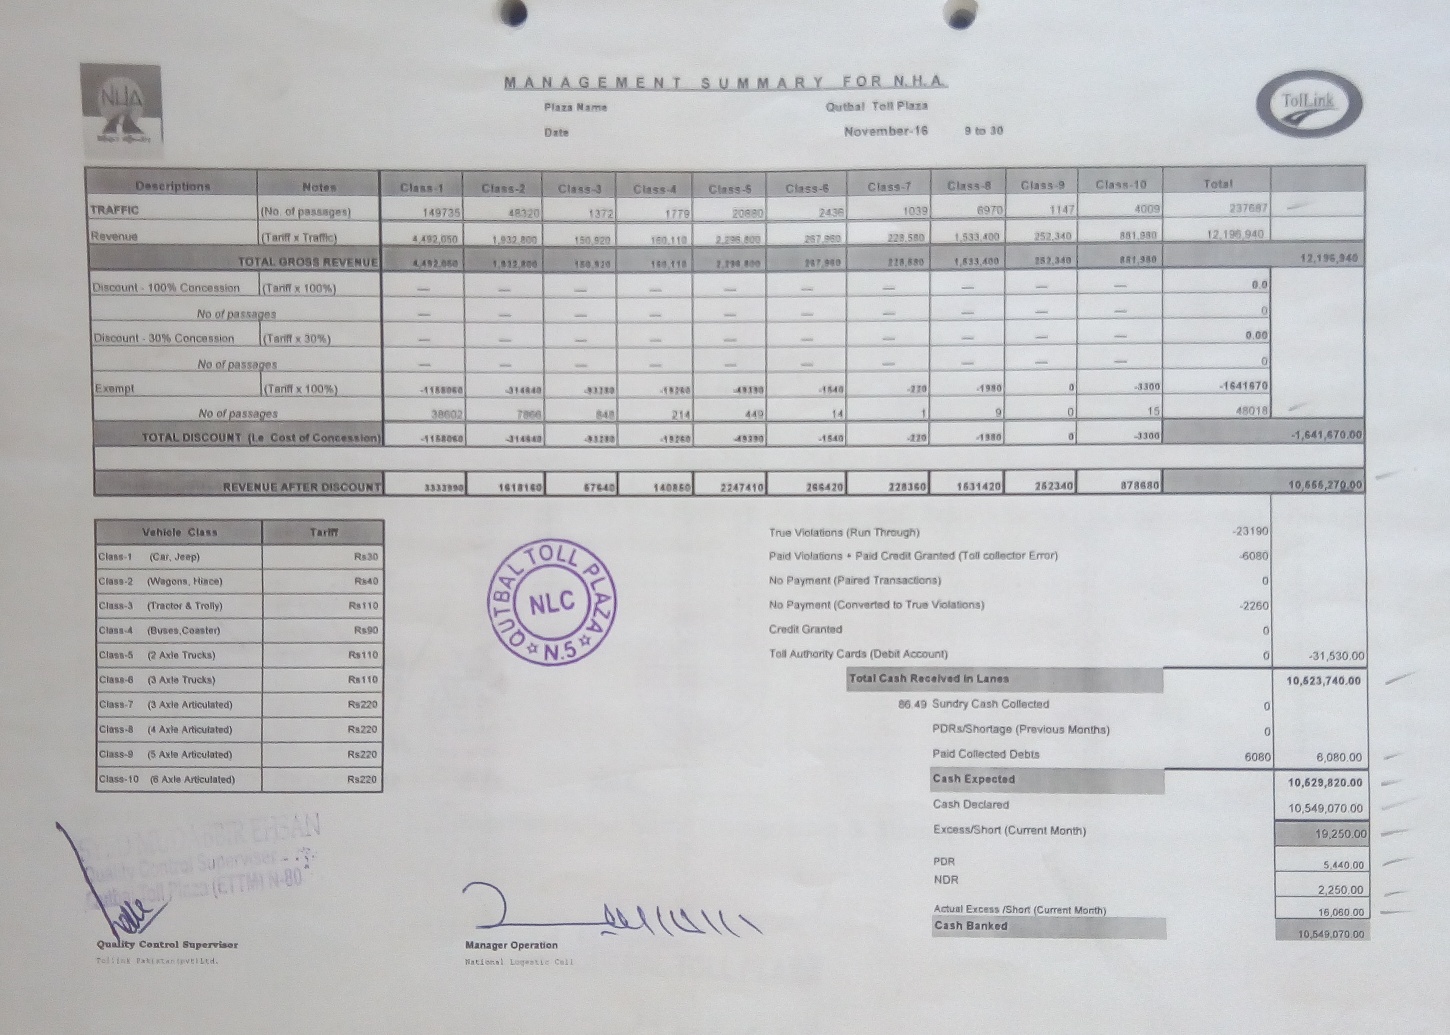 NHA
MANAGEMENT SUMMARY FOR N.H.A.
TolLink
Plaza Name Qutbal Toll Plaza
Date November-16 9 to 30
Descriptions Notes Class-1 Class-2 Class-3 Class-4 Class-5 Class-6 Class-7 Class-8 Class-9 Class-10 Total
TRAFFIC (No. of passages) 149735 48320 1372 1779 20880 2436 1039 6970 1147 4009 237687
Revenue (Tariff x Traffic) 4,492,050 1,932,800 150,920 160,110 2,296,800 267,960 228,580 1,533,400 252,340 881,980 12,196,940
TOTAL GROSS REVENUE 4,492,050 1,932,800 150,920 160,110 2,296,800 267,960 228,580 1,533,400 252,340 881,980 12,196,940
Discount - 100% Concession (Tariff x 100%) — — — — — — — — — — 0.0
No of passages — — — — — — — — — — 0
Discount - 30% Concession (Tariff x 30%) — — — — — — — — — — 0.00
No of passages — — — — — — — — — — 0
Exempt (Tariff x 100%) -1158060 -314640 -93280 -19260 -49390 -1540 -220 -1980 0 -3300 -1641670
No of passages 38602 7866 848 214 449 14 1 9 0 15 48018
TOTAL DISCOUNT (i.e Cost of Concession) -1158060 -314640 -93280 -19260 -49390 -1540 -220 -1980 0 -3300 -1,641,670.00
REVENUE AFTER DISCOUNT 3333990 1618160 57640 140850 2247410 266420 228360 1531420 252340 878680 10,555,270.00
Vehicle Class Tariff
Class-1 (Car, Jeep) Rs30
Class-2 (Wagons, Hiace) Rs40
Class-3 (Tractor & Trolly) Rs110
Class-4 (Buses,Coaster) Rs90
Class-5 (2 Axle Trucks) Rs110
Class-6 (3 Axle Trucks) Rs110
Class-7 (3 Axle Articulated) Rs220
Class-8 (4 Axle Articulated) Rs220
Class-9 (5 Axle Articulated) Rs220
Class-10 (6 Axle Articulated) Rs220
QUTBAL TOLL PLAZA
NLC
N.5
True Violations (Run Through) -23190
Paid Violations + Paid Credit Granted (Toll collector Error) -6080
No Payment (Paired Transactions) 0
No Payment (Converted to True Violations) -2260
Credit Granted 0
Toll Authority Cards (Debit Account) 0 -31,530.00
Total Cash Received in Lanes 10,523,740.00
86.49 Sundry Cash Collected 0
PDRs/Shortage (Previous Months) 0
Paid Collected Debts 6080 6,080.00
Cash Expected 10,529,820.00
Cash Declared 10,549,070.00
Excess/Short (Current Month) 19,250.00
PDR 5,440.00
NDR 2,250.00
Actual Excess /Short (Current Month) 16,060.00
Cash Banked 10,549,070.00
EHSAN
Quality Control Supervisor
Qutbal Toll Plaza (ETTM) N-80
Quality Control Supervisor
Tollink Pakistan(pvt)Ltd.
Manager Operation
National Logestic Cell